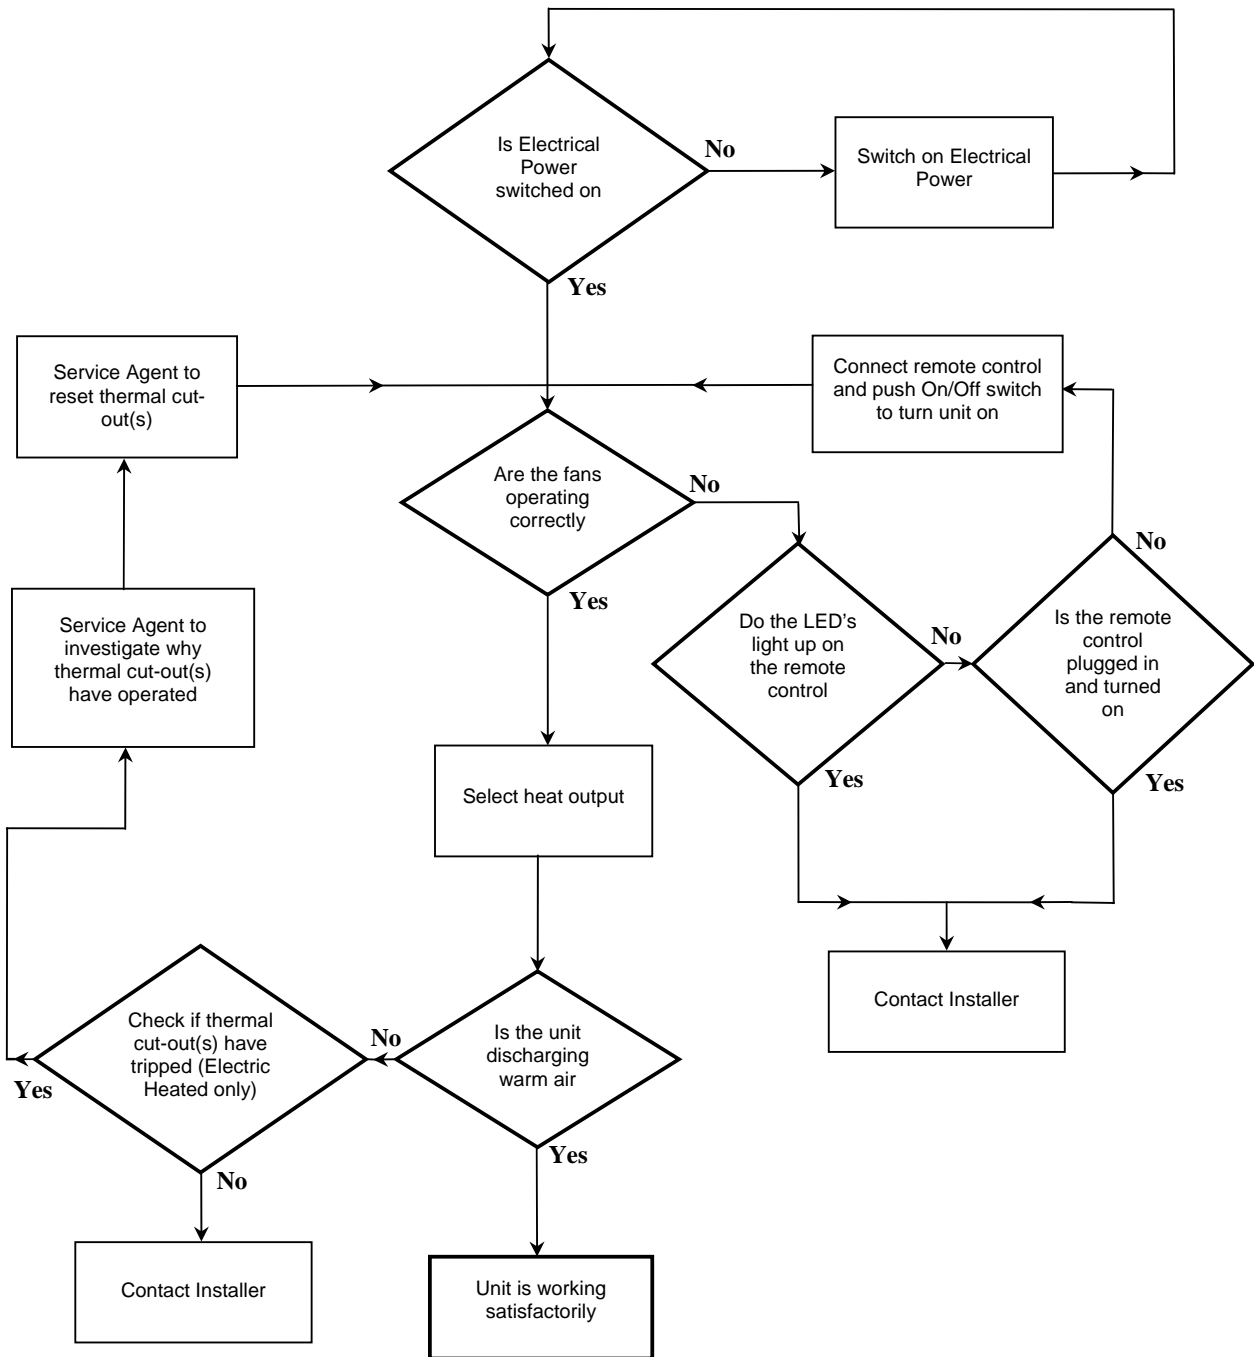 Is Electrical
Power
switched on
No
Switch on Electrical
Power
Yes
Service Agent to
reset thermal cut-
out(s)
Connect remote control
and push On/Off switch
to turn unit on
Are the fans
operating
correctly
No
Yes
No
Service Agent to
investigate why
thermal cut-out(s)
have operated
Do the LED’s
light up on
the remote
control
No
Is the remote
control
plugged in
and turned
on
Yes
Yes
Select heat output
Contact Installer
Check if thermal
cut-out(s) have
tripped (Electric
Heated only)
Yes
No
Is the unit
discharging
warm air
No
Yes
Contact Installer
Unit is working
satisfactorily